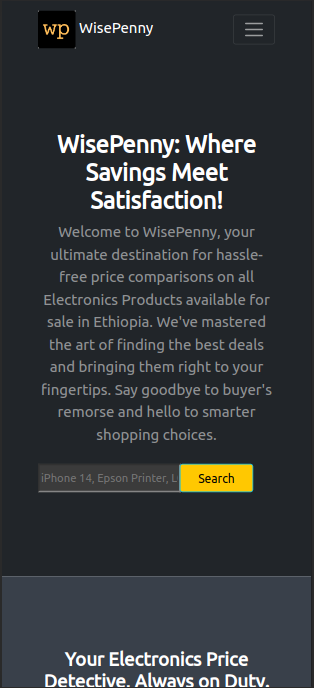 wp WisePenny
WisePenny: Where
Savings Meet
Satisfaction!
Welcome to WisePenny, your
ultimate destination for hassle-
free price comparisons on all
Electronics Products available for
sale in Ethiopia. We've mastered
the art of finding the best deals
and bringing them right to your
fingertips. Say goodbye to buyer's
remorse and hello to smarter
shopping choices.
iPhone 14, Epson Printer, L Search
Your Electronics Price
Detective, Always on Duty.